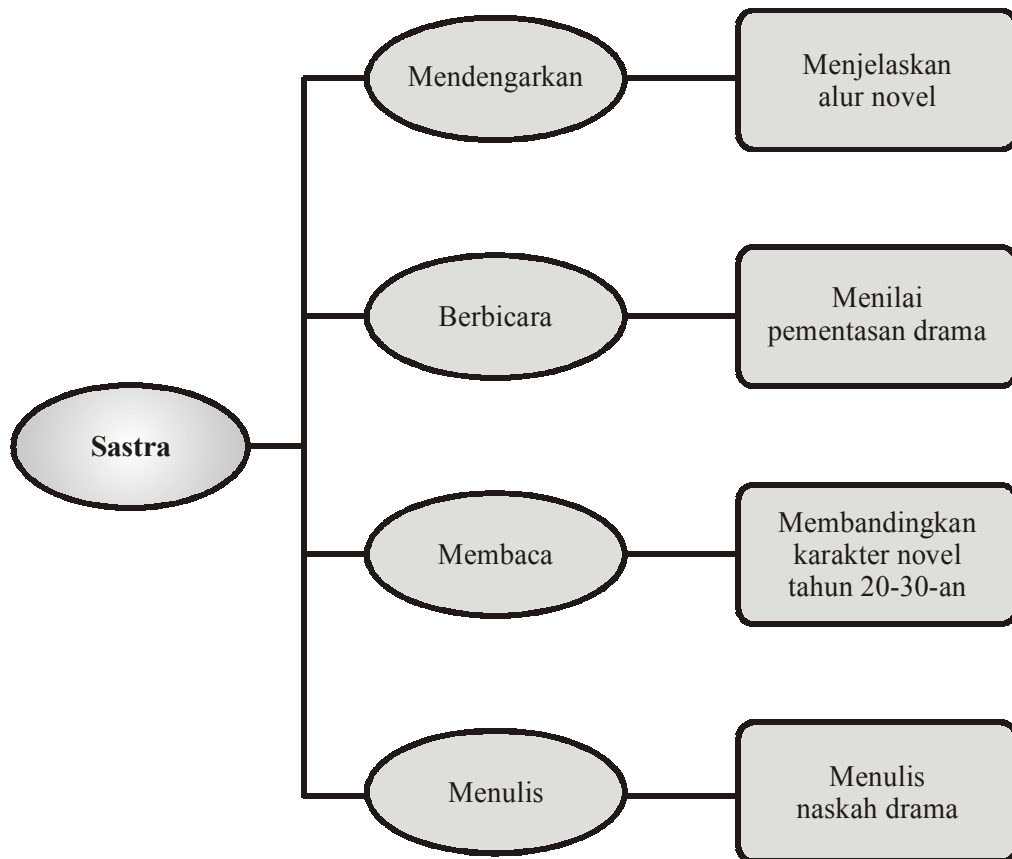 Mendengarkan
Menjelaskan
alur novel
Berbicara
Menilai
pementasan drama
Sastra
Membaca
Membandingkan
karakter novel
tahun 20-30-an
Menulis
Menulis
naskah drama